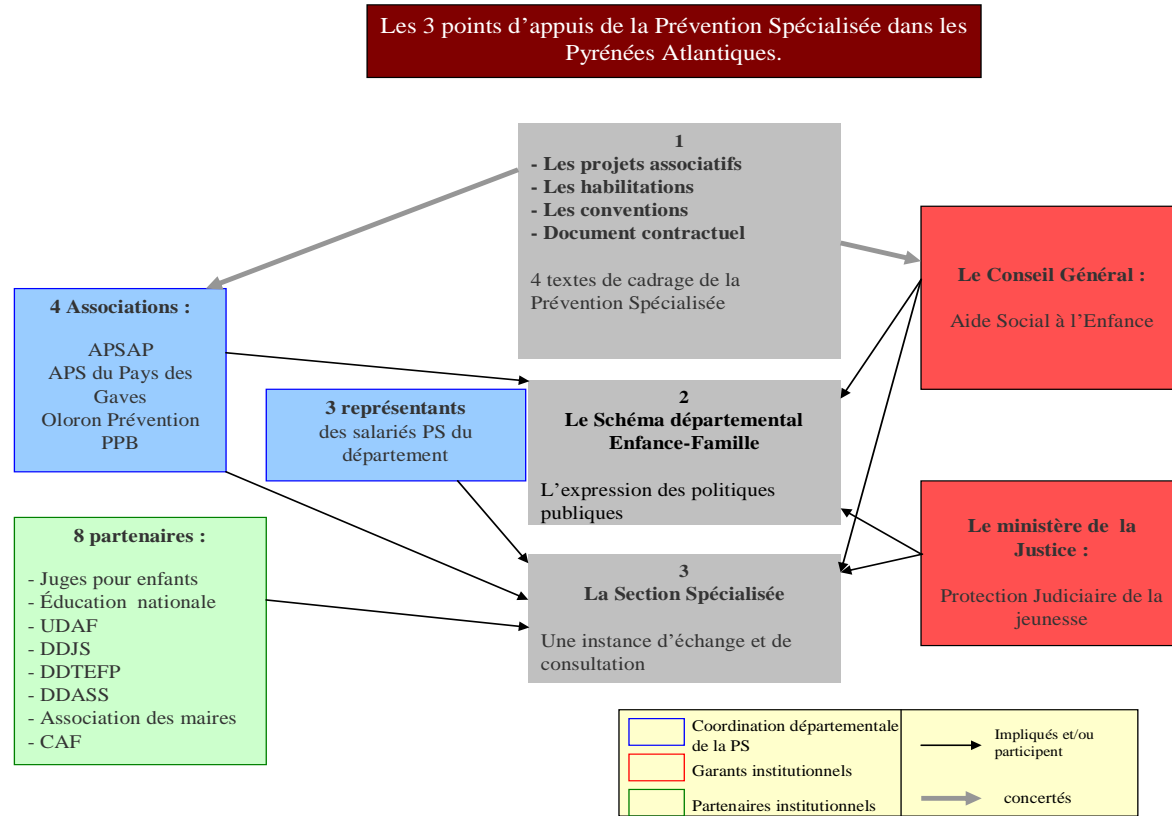 Les 3 points d’appuis de la Prévention Spécialisée dans les
Pyrénées Atlantiques.
1
- Les projets associatifs
- Les habilitations
- Les conventions
- Document contractuel
4 textes de cadrage de la
Prévention Spécialisée
Le Conseil Général :
Aide Social à l’Enfance
4 Associations :
APSAP
APS du Pays des
Gaves
Oloron Prévention
PPB
3 représentants
des salariés PS du
département
2
Le Schéma départemental
Enfance-Famille
L’expression des politiques
publiques
8 partenaires :
- Juges pour enfants
- Éducation nationale
- UDAF
- DDJS
- DDTEFP
- DDASS
- Association des maires
- CAF
3
La Section Spécialisée
Une instance d’échange et de
consultation
Le ministère de la
Justice :
Protection Judiciaire de la
jeunesse
Coordination départementale
de la PS
Garants institutionnels
Partenaires institutionnels
Impliqués et/ou
participent
concertés